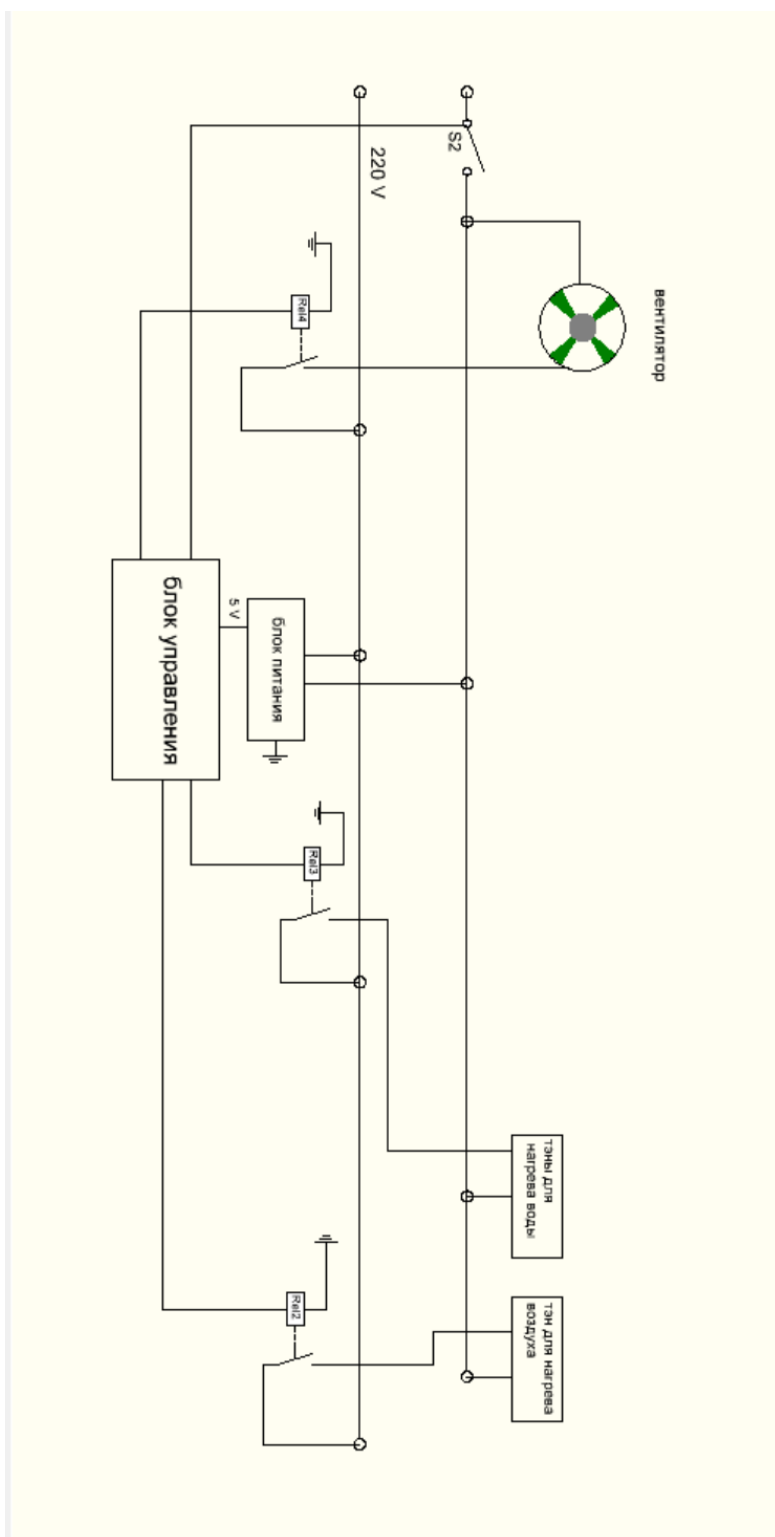 S2
220 V
вентилятор
Rel4
блок управления
5 V
блок питания
Rel3
тэны для
нагрева воды
Rel2
тэн для нагрева
воздуха